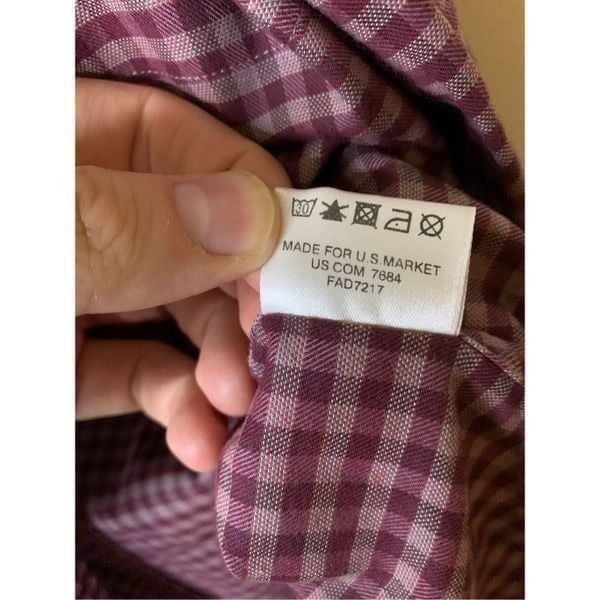 30
MADE FOR U.S.MARKET
US COM 7684
FAD7217